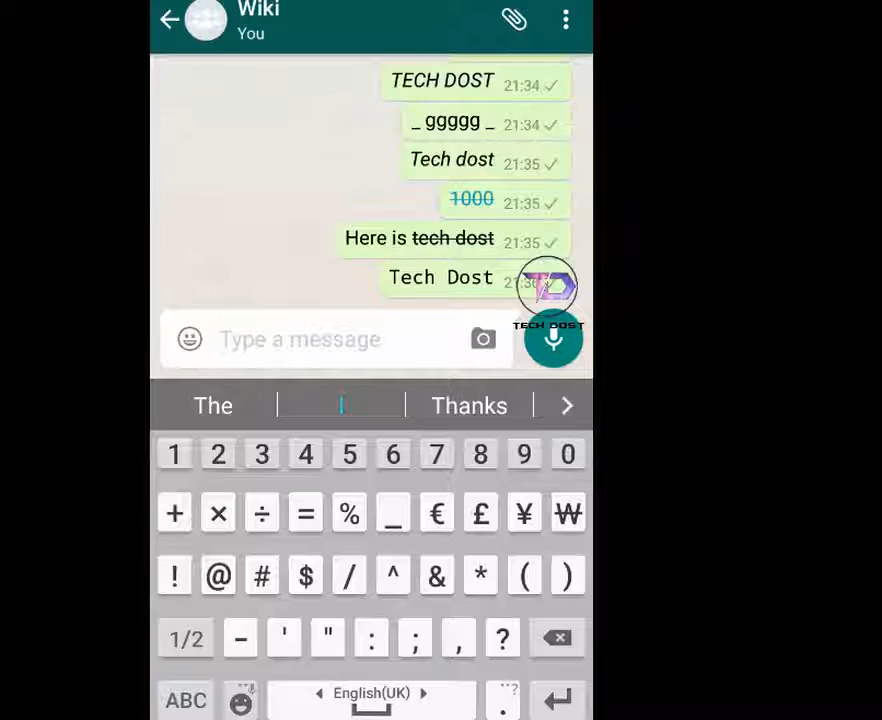 Wiki
You
TECH DOST 21:34
_ ggggg _ 21:34
Tech dost 21:35
1000 21:35
Here is tech dost 21:35
Tech Dost
TD
TECH DOST
Type a message
The I Thanks
1 2 3 4 5 6 7 8 9 0
+ × ÷ = % _ € £ ¥ ₩
! @ # $ / ^ & * ( )
1/2 - ' " : ; , ?
ABC English(UK) . ?